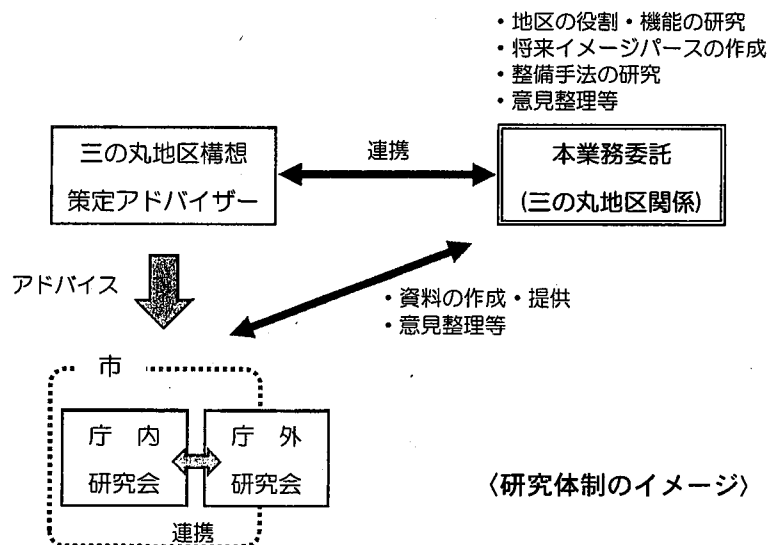 ・地区の役割・機能の研究
・将来イメージパースの作成
・整備手法の研究
・意見整理等
三の丸地区構想
策定アドバイザー
連携
本業務委託
(三の丸地区関係)
アドバイス
・資料の作成・提供
・意見整理等
市
庁 内
研究会
庁 外
研究会
連携
〈研究体制のイメージ〉